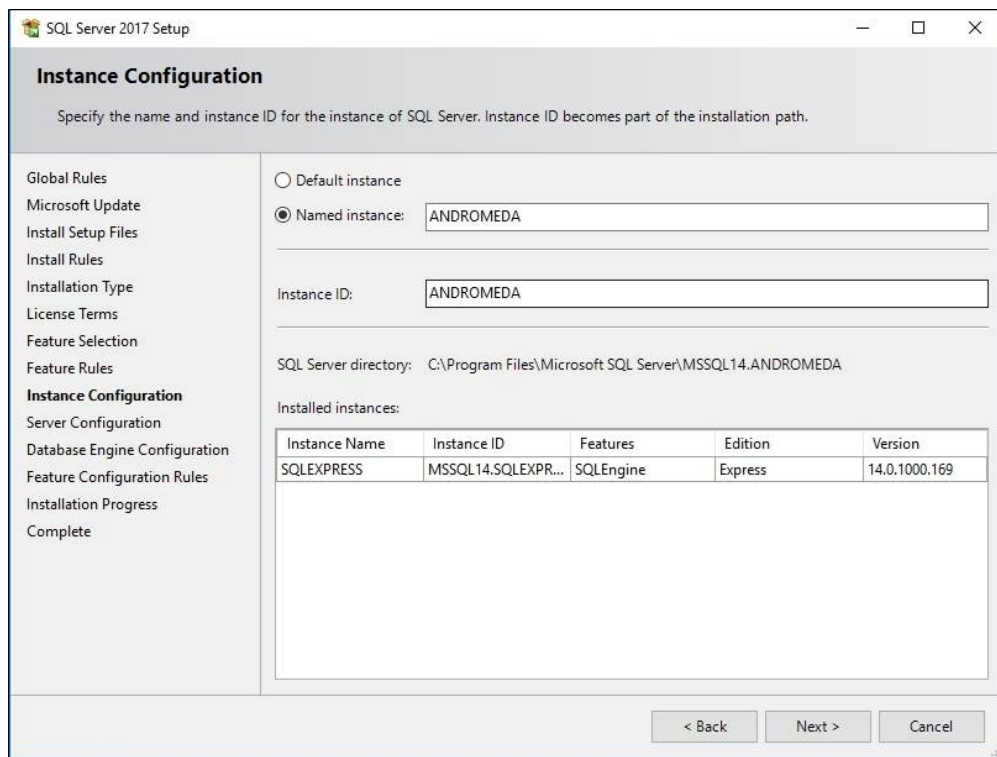 SQL Server 2017 Setup
Instance Configuration
Specify the name and instance ID for the instance of SQL Server. Instance ID becomes part of the installation path.
Global Rules
Microsoft Update
Install Setup Files
Install Rules
Installation Type
License Terms
Feature Selection
Feature Rules
Instance Configuration
Server Configuration
Database Engine Configuration
Feature Configuration Rules
Installation Progress
Complete
Default instance
Named instance: ANDROMEDA
Instance ID: ANDROMEDA
SQL Server directory: C:\Program Files\Microsoft SQL Server\MSSQL14.ANDROMEDA
Installed instances:
Instance Name Instance ID Features Edition Version
SQLEXPRESS MSSQL14.SQLEXPR... SQLEngine Express 14.0.1000.169
< Back Next > Cancel